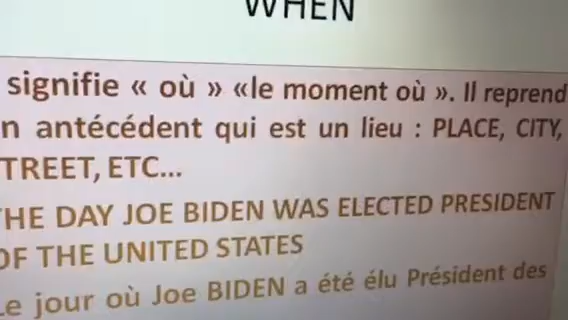 WHEN
signifie « où » «le moment où ». Il reprend
n antécédent qui est un lieu : PLACE, CITY,
TREET, ETC...
HE DAY JOE BIDEN WAS ELECTED PRESIDENT
OF THE UNITED STATES
Le jour où Joe BIDEN a été élu Président des